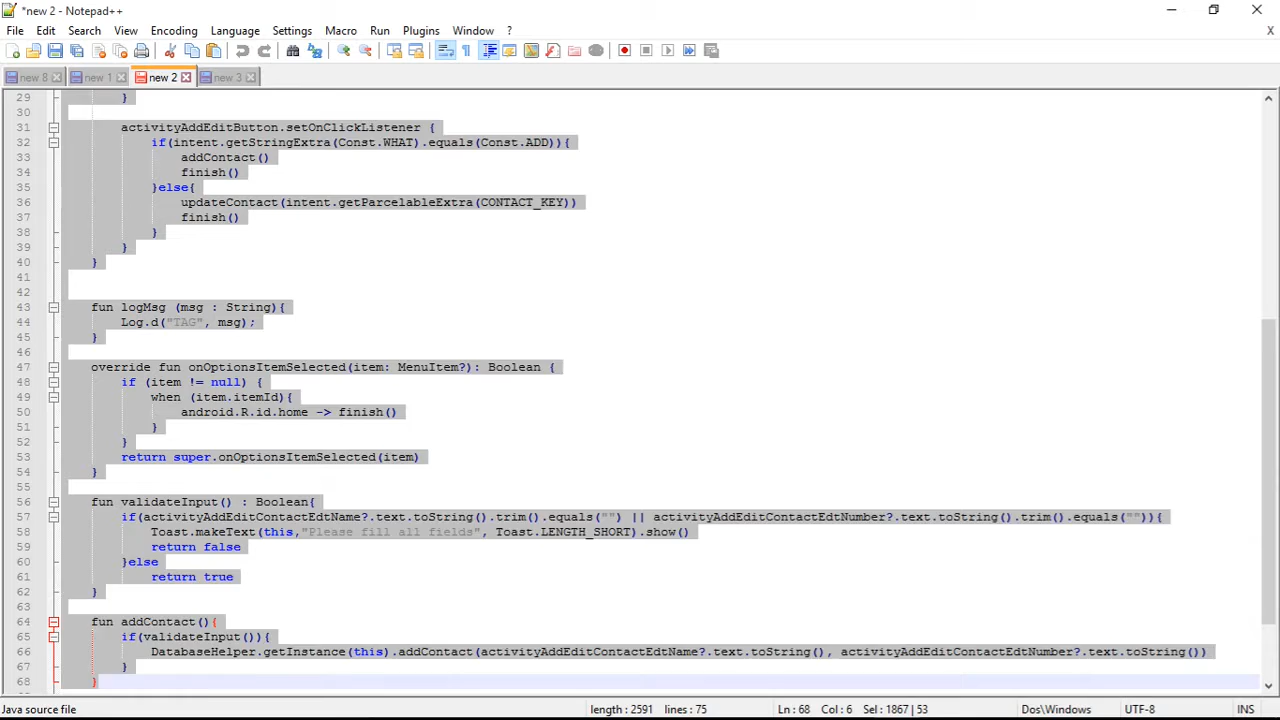 *new 2 - Notepad++
File Edit Search View Encoding Language Settings Macro Run Plugins Window ? X
new 8 new 1 new 2 new 3
29 }
30
31 activityAddEditButton.setOnClickListener {
32 if(intent.getStringExtra(Const.WHAT).equals(Const.ADD)){
33 addContact()
34 finish()
35 }else{
36 updateContact(intent.getParcelableExtra(CONTACT_KEY))
37 finish()
38 }
39 }
40 }
41
42
43 fun logMsg (msg : String){
44 Log.d("TAG", msg);
45 }
46
47 override fun onOptionsItemSelected(item: MenuItem?): Boolean {
48 if (item != null) {
49 when (item.itemId){
50 android.R.id.home -> finish()
51 }
52 }
53 return super.onOptionsItemSelected(item)
54 }
55
56 fun validateInput() : Boolean{
57 if(activityAddEditContactEdtName?.text.toString().trim().equals("") || activityAddEditContactEdtNumber?.text.toString().trim().equals("")){
58 Toast.makeText(this,"Please fill all fields", Toast.LENGTH_SHORT).show()
59 return false
60 }else
61 return true
62 }
63
64 fun addContact(){
65 if(validateInput()){
66 DatabaseHelper.getInstance(this).addContact(activityAddEditContactEdtName?.text.toString(), activityAddEditContactEdtNumber?.text.toString())
67 }
68 }
Java source file length : 2591 lines : 75 Ln : 68 Col : 6 Sel : 1867 | 53 Dos\Windows UTF-8 INS